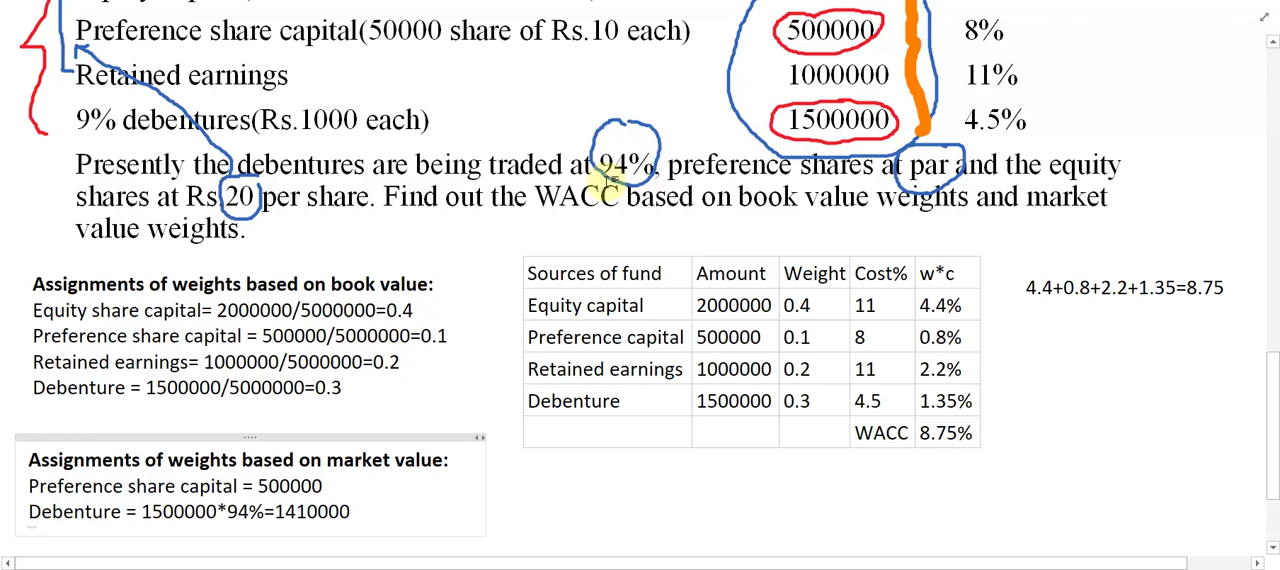 Preference share capital(50000 share of Rs.10 each) 500000 8%
Retained earnings 1000000 11%
9% debentures(Rs.1000 each) 1500000 4.5%
Presently the debentures are being traded at 94%, preference shares at par and the equity
shares at Rs.20 per share. Find out the WACC based on book value weights and market
value weights.
Assignments of weights based on book value:
Equity share capital= 2000000/5000000=0.4
Preference share capital = 500000/5000000=0.1
Retained earnings= 1000000/5000000=0.2
Debenture = 1500000/5000000=0.3
Sources of fund Amount Weight Cost% w*c
Equity capital 2000000 0.4 11 4.4%
Preference capital 500000 0.1 8 0.8%
Retained earnings 1000000 0.2 11 2.2%
Debenture 1500000 0.3 4.5 1.35%
WACC 8.75%
4.4+0.8+2.2+1.35=8.75
Assignments of weights based on market value:
Preference share capital = 500000
Debenture = 1500000*94%=1410000